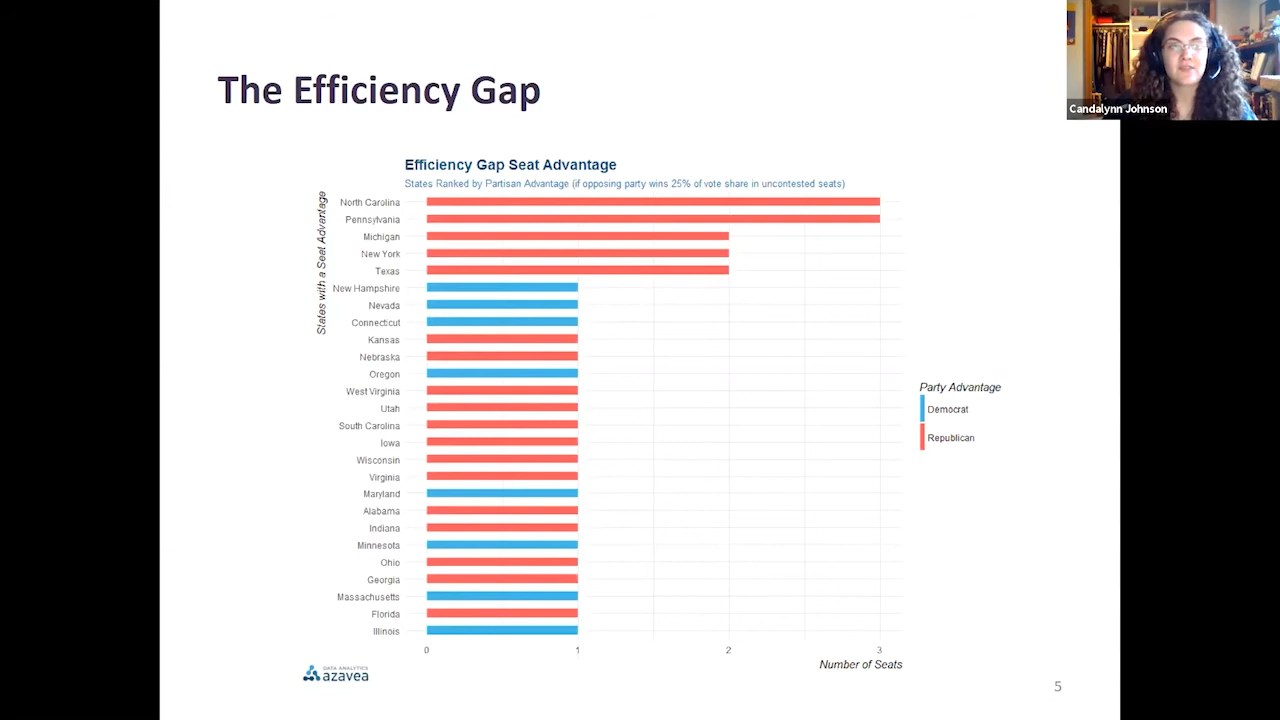 The Efficiency Gap
Candalynn Johnson
Efficiency Gap Seat Advantage
States Ranked by Partisan Advantage (if opposing party wins 25% of vote share in uncontested seats)
States with a Seat Advantage
North Carolina
Pennsylvania
Michigan
New York
Texas
New Hampshire
Nevada
Connecticut
Kansas
Nebraska
Oregon
West Virginia
Utah
South Carolina
Iowa
Wisconsin
Virginia
Maryland
Alabama
Indiana
Minnesota
Ohio
Georgia
Massachusetts
Florida
Illinois
0 1 2 3
Number of Seats
Party Advantage
Democrat
Republican
DATA ANALYTICS
azavea
5